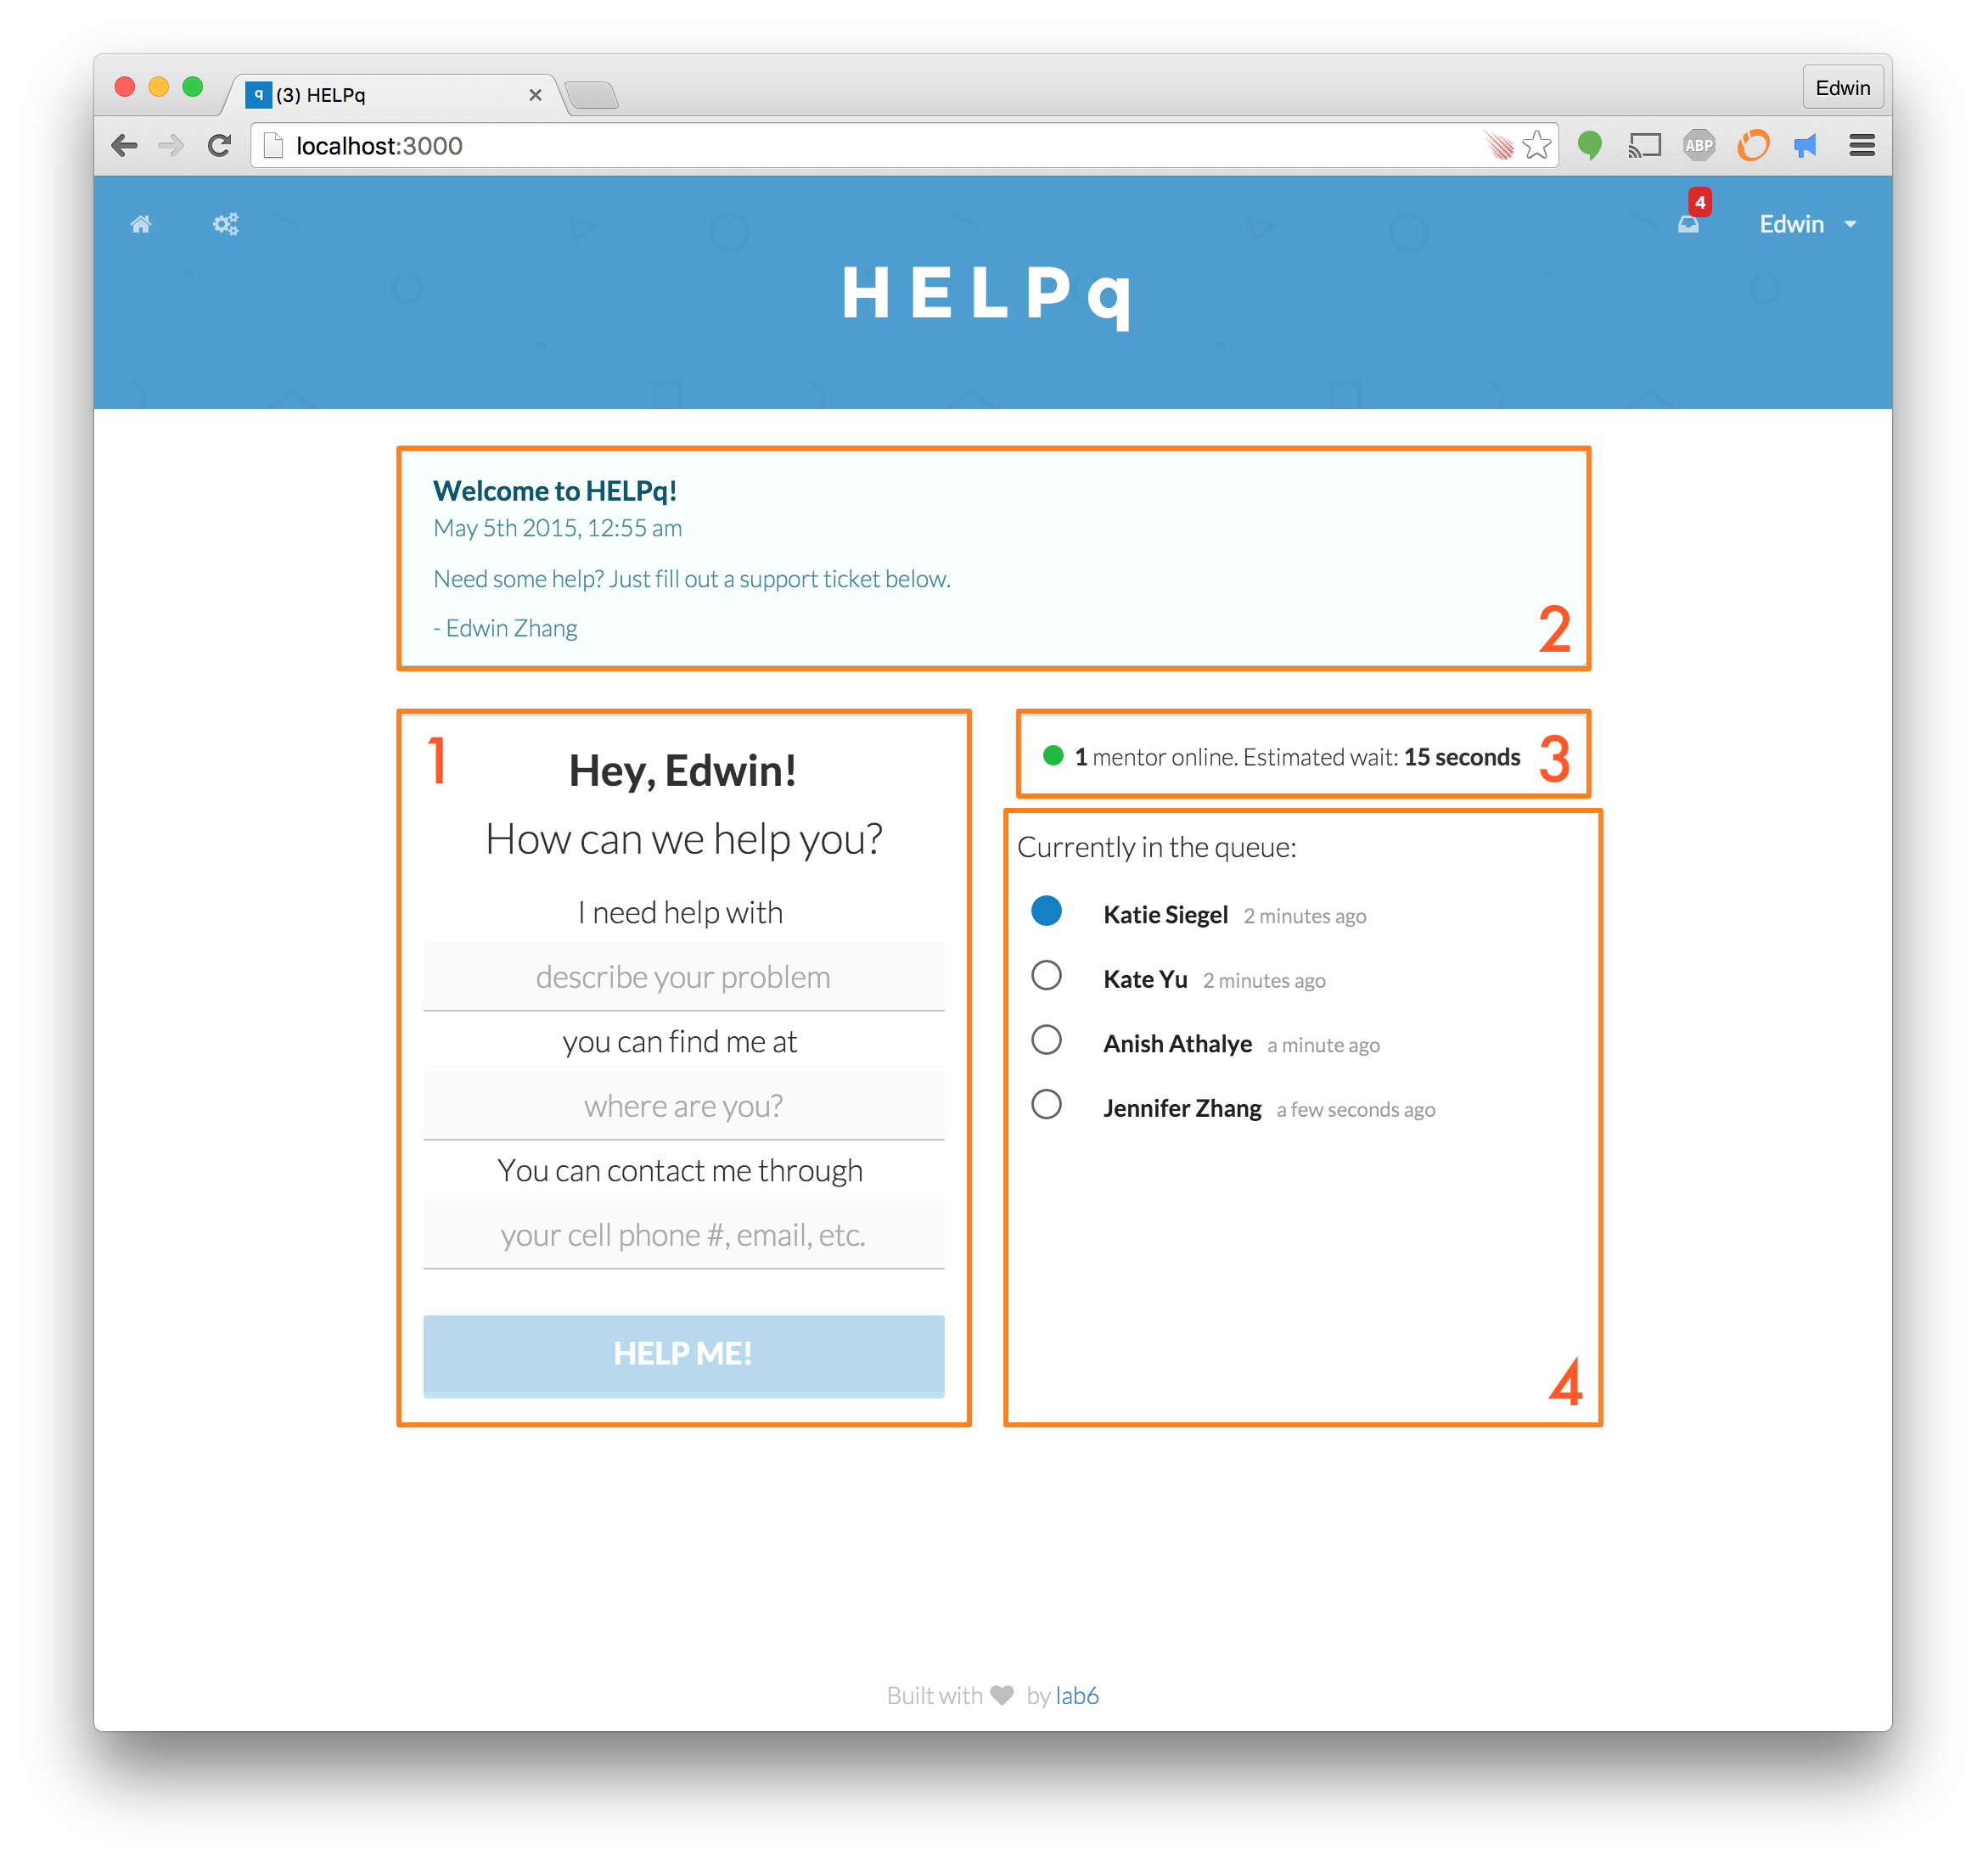 q (3) HELPq
Edwin
localhost:3000
ABP
4
Edwin
HELPq
Welcome to HELPq!
May 5th 2015, 12:55 am
Need some help? Just fill out a support ticket below.
- Edwin Zhang
2
1
Hey, Edwin!
How can we help you?
I need help with
describe your problem
you can find me at
where are you?
You can contact me through
your cell phone #, email, etc.
HELP ME!
1 mentor online. Estimated wait: 15 seconds
3
Currently in the queue:
Katie Siegel 2 minutes ago
Kate Yu 2 minutes ago
Anish Athalye a minute ago
Jennifer Zhang a few seconds ago
4
Built with by lab6